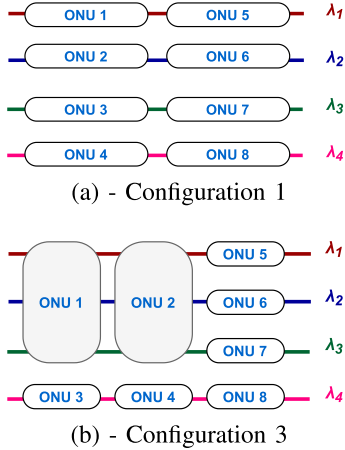 ONU 1 ONU 5 λ1
ONU 2 ONU 6 λ2
ONU 3 ONU 7 λ3
ONU 4 ONU 8 λ4
(a) - Configuration 1
ONU 5 λ1
ONU 1 ONU 2 ONU 6 λ2
ONU 7 λ3
ONU 3 ONU 4 ONU 8 λ4
(b) - Configuration 3